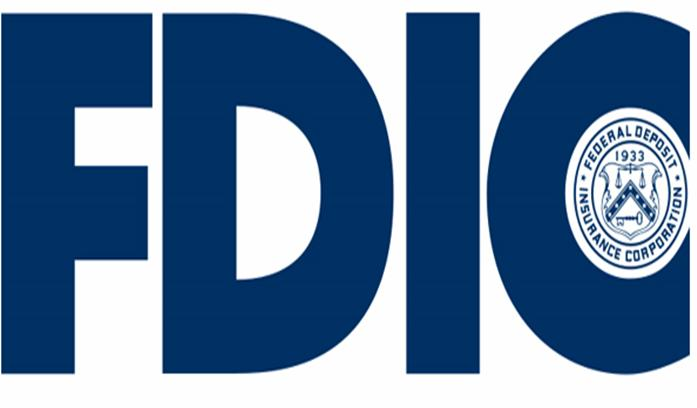 FDIC
FEDERAL DEPOSIT
1933
INSURANCE CORPORATION